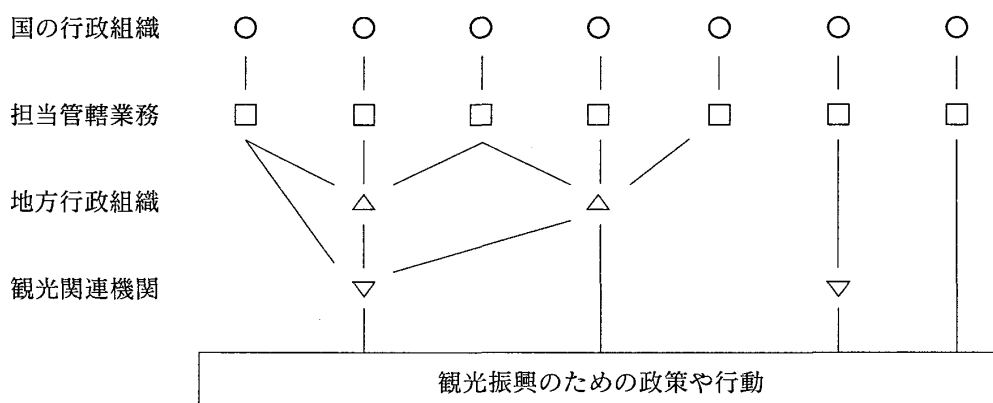 国の行政組織
担当管轄業務
地方行政組織
観光関連機関
観光振興のための政策や行動